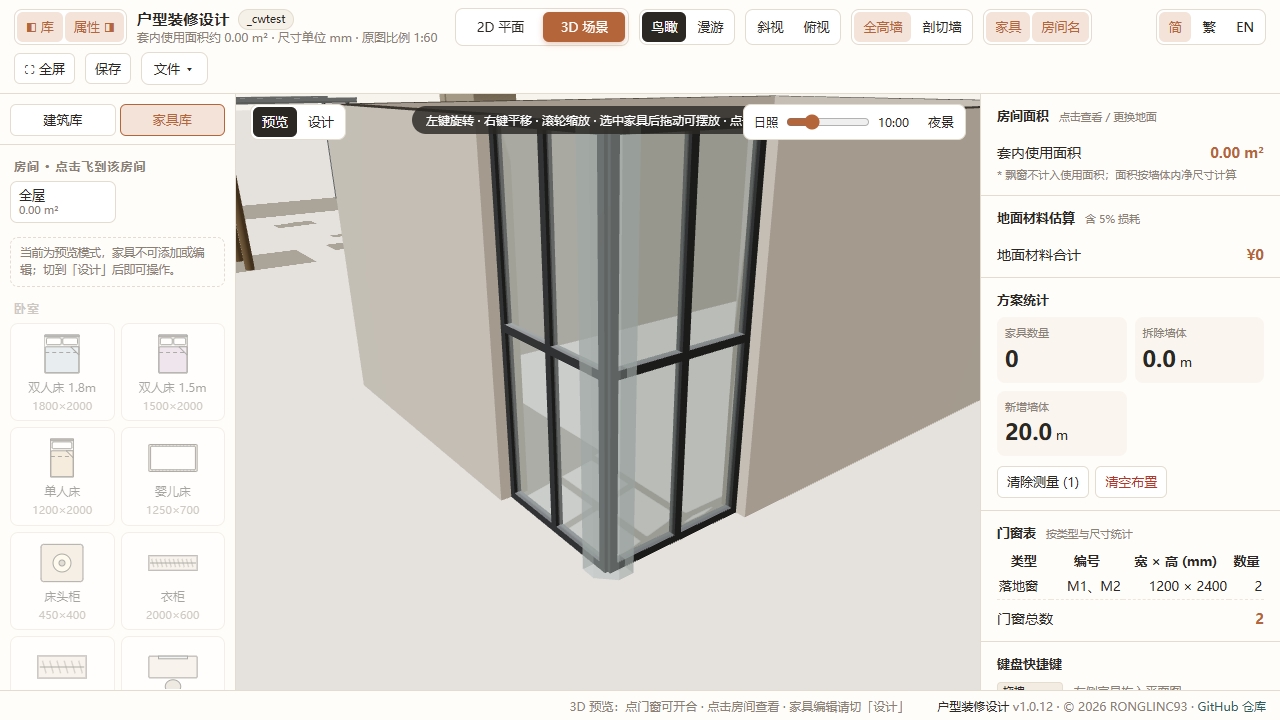 库
属性
户型装修设计
_cwtest
套内使用面积约 0.00 m² · 尺寸单位 mm · 原图比例 1:60
2D 平面
3D 场景
鸟瞰
漫游
斜视
俯视
全高墙
剖切墙
家具
房间名
简
繁
EN
全屏
保存
文件
建筑库
家具库
房间 • 点击飞到该房间
全屋
0.00 m²
当前为预览模式，家具不可添加或编
辑；切到「设计」后即可操作。
卧室
双人床 1.8m
1800×2000
双人床 1.5m
1500×2000
单人床
1200×2000
婴儿床
1250×700
床头柜
450×400
衣柜
2000×600
预览
设计
左键旋转 · 右键平移 · 滚轮缩放 · 选中家具后拖动可摆放 · 点
日照
10:00
夜景
房间面积 点击查看 / 更换地面
套内使用面积 0.00 m²
* 飘窗不计入使用面积；面积按墙体内净尺寸计算
地面材料估算 含 5% 损耗
地面材料合计 ¥0
方案统计
家具数量
0
拆除墙体
0.0 m
新增墙体
20.0 m
清除测量 (1)
清空布置
门窗表 按类型与尺寸统计
类型 编号 宽 × 高 (mm) 数量
落地窗 M1、M2 1200 × 2400 2
门窗总数 2
键盘快捷键
3D 预览：点门窗可开合 · 点击房间查看 · 家具编辑请切「设计」
户型装修设计 v1.0.12 · © 2026 RONGLINC93 · GitHub 仓库